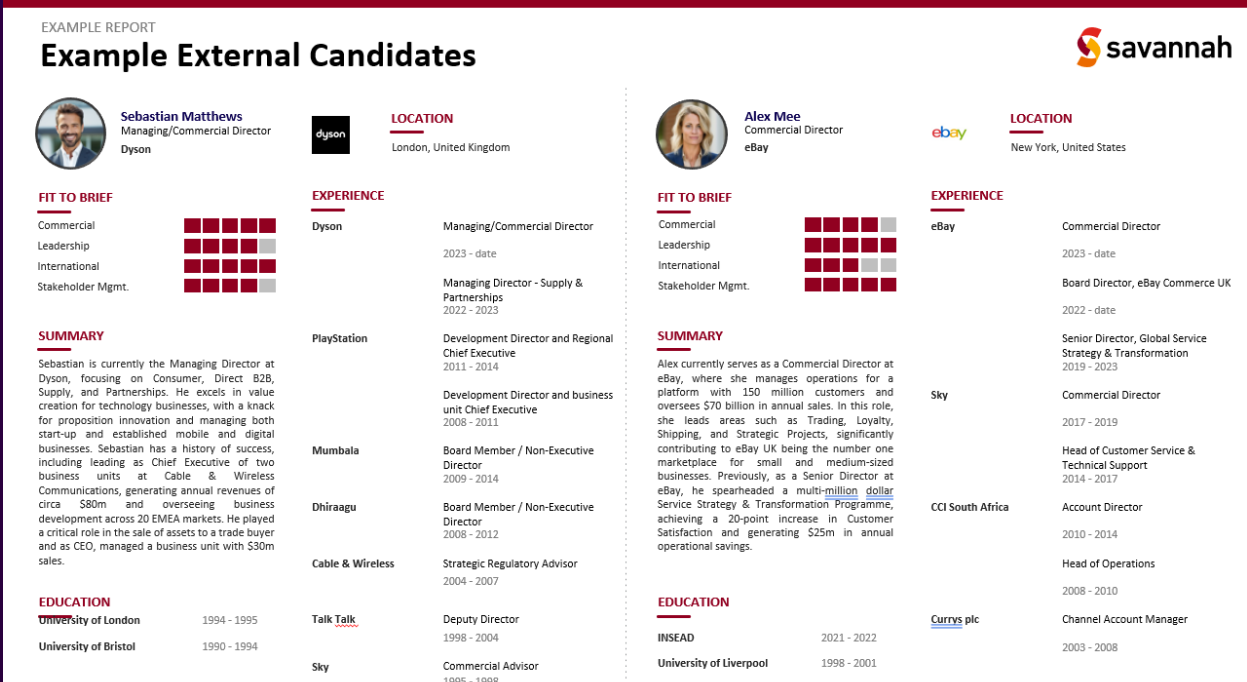 EXAMPLE REPORT
Example External Candidates
savannah
Sebastian Matthews
Managing/Commercial Director
Dyson
dyson
LOCATION
London, United Kingdom
FIT TO BRIEF
Commercial
Leadership
International
Stakeholder Mgmt.
SUMMARY
Sebastian is currently the Managing Director at
Dyson, focusing on Consumer, Direct B2B,
Supply, and Partnerships. He excels in value
creation for technology businesses, with a knack
for proposition innovation and managing both
start-up and established mobile and digital
businesses. Sebastian has a history of success,
including leading as Chief Executive of two
business units at Cable & Wireless
Communications, generating annual revenues of
circa $80m and overseeing business
development across 20 EMEA markets. He played
a critical role in the sale of assets to a trade buyer
and as CEO, managed a business unit with $30m
sales.
EDUCATION
University of London 1994 - 1995
University of Bristol 1990 - 1994
EXPERIENCE
Dyson Managing/Commercial Director
2023 - date
Managing Director - Supply &
Partnerships
2022 - 2023
PlayStation Development Director and Regional
Chief Executive
2011 - 2014
Development Director and business
unit Chief Executive
2008 - 2011
Mumbala Board Member / Non-Executive
Director
2009 - 2014
Dhiraagu Board Member / Non-Executive
Director
2008 - 2012
Cable & Wireless Strategic Regulatory Advisor
2004 - 2007
Talk Talk Deputy Director
1998 - 2004
Sky Commercial Advisor
1995 - 1998
Alex Mee
Commercial Director
eBay
ebay
LOCATION
New York, United States
FIT TO BRIEF
Commercial
Leadership
International
Stakeholder Mgmt.
SUMMARY
Alex currently serves as a Commercial Director at
eBay, where she manages operations for a
platform with 150 million customers and
oversees $70 billion in annual sales. In this role,
she leads areas such as Trading, Loyalty,
Shipping, and Strategic Projects, significantly
contributing to eBay UK being the number one
marketplace for small and medium-sized
businesses. Previously, as a Senior Director at
eBay, he spearheaded a multi-million dollar
Service Strategy & Transformation Programme,
achieving a 20-point increase in Customer
Satisfaction and generating $25m in annual
operational savings.
EDUCATION
INSEAD 2021 - 2022
University of Liverpool 1998 - 2001
EXPERIENCE
eBay Commercial Director
2023 - date
Board Director, eBay Commerce UK
2022 - date
Senior Director, Global Service
Strategy & Transformation
2019 - 2023
Sky Commercial Director
2017 - 2019
Head of Customer Service &
Technical Support
2014 - 2017
CCI South Africa Account Director
2010 - 2014
Head of Operations
2008 - 2010
Currys plc Channel Account Manager
2003 - 2008